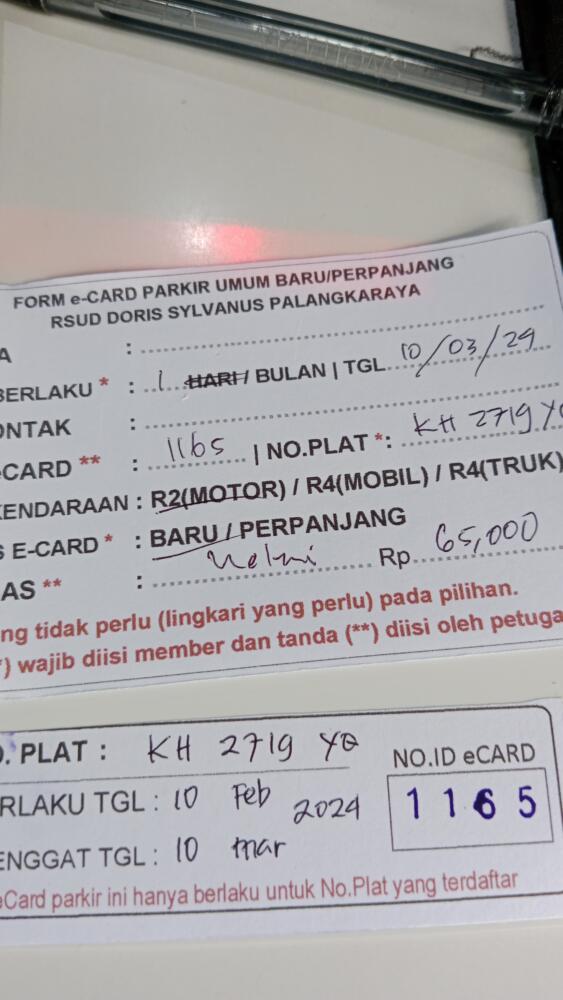 FORM e-CARD PARKIR UMUM BARU/PERPANJANG
RSUD DORIS SYLVANUS PALANGKARAYA
A :
BERLAKU * : 1 HARI / BULAN | TGL 10/03/29
ONTAK :
CARD ** : 1165 | NO.PLAT *: KH 2719 YQ
KENDARAAN : R2(MOTOR) / R4(MOBIL) / R4(TRUK)
S E-CARD * : BARU / PERPANJANG
AS ** : Rp. 65,000
ng tidak perlu (lingkari yang perlu) pada pilihan.
*) wajib diisi member dan tanda (**) diisi oleh petuga
O. PLAT : KH 2719 YQ
RLAKU TGL : 10 Feb 2024
ENGGAT TGL : 10 mar
NO.ID eCARD
1165
eCard parkir ini hanya berlaku untuk No.Plat yang terdaftar